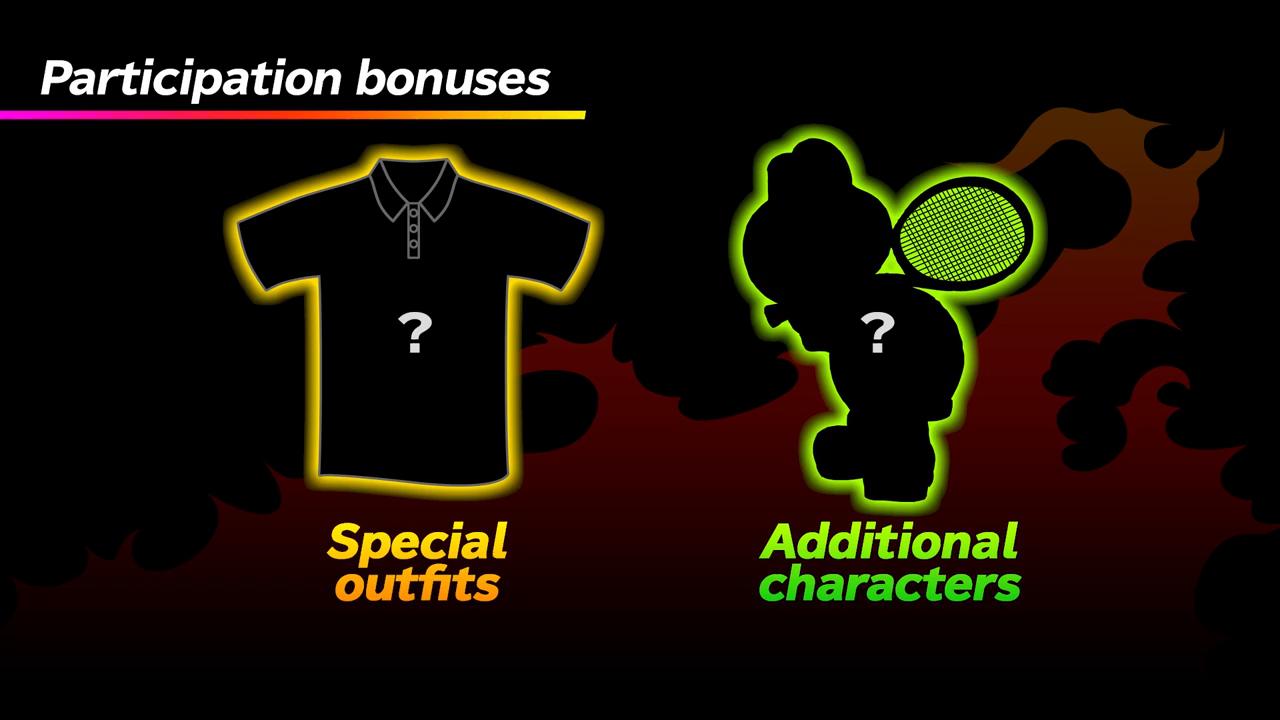 Participation bonuses
?
?
Special
outfits
Additional
characters